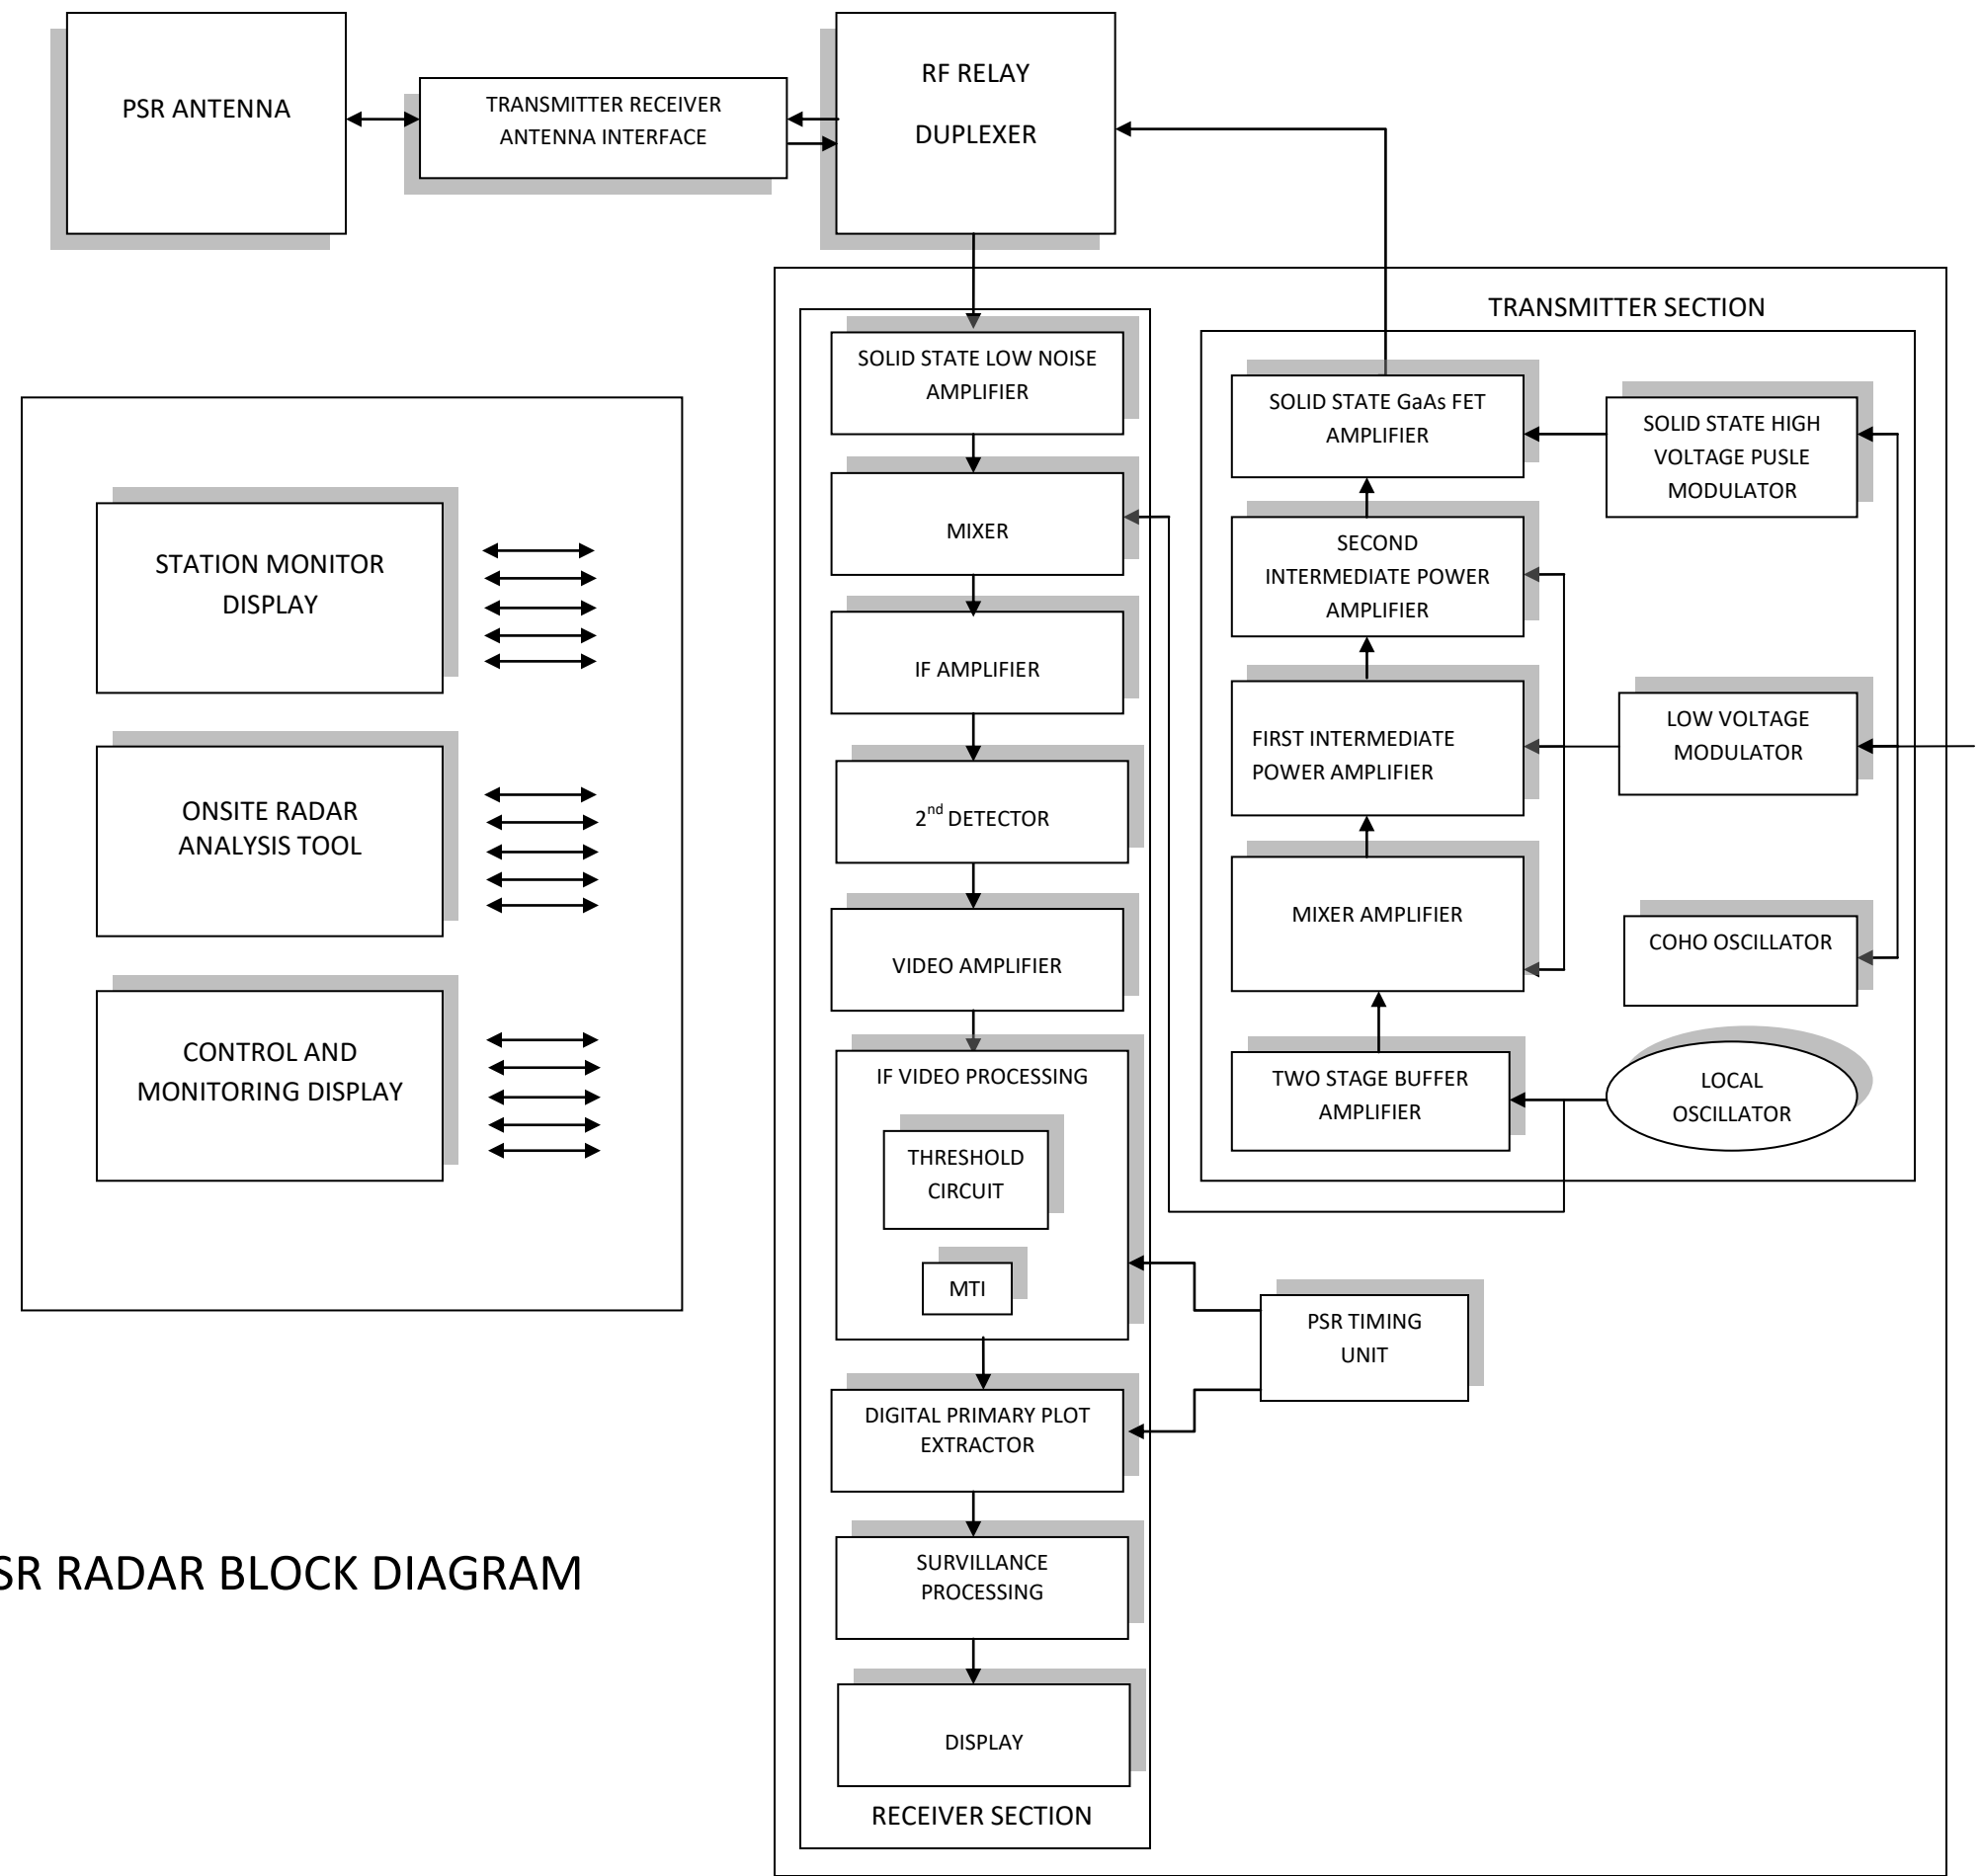 PSR ANTENNA
TRANSMITTER RECEIVER
ANTENNA INTERFACE
RF RELAY
DUPLEXER
TRANSMITTER SECTION
SOLID STATE LOW NOISE
AMPLIFIER
MIXER
IF AMPLIFIER
2nd DETECTOR
VIDEO AMPLIFIER
IF VIDEO PROCESSING
THRESHOLD
CIRCUIT
MTI
DIGITAL PRIMARY PLOT
EXTRACTOR
SURVILLANCE
PROCESSING
DISPLAY
RECEIVER SECTION
SOLID STATE GaAs FET
AMPLIFIER
SOLID STATE HIGH
VOLTAGE PUSLE
MODULATOR
SECOND
INTERMEDIATE POWER
AMPLIFIER
FIRST INTERMEDIATE
POWER AMPLIFIER
LOW VOLTAGE
MODULATOR
MIXER AMPLIFIER
COHO OSCILLATOR
TWO STAGE BUFFER
AMPLIFIER
LOCAL
OSCILLATOR
PSR TIMING
UNIT
STATION MONITOR
DISPLAY
ONSITE RADAR
ANALYSIS TOOL
CONTROL AND
MONITORING DISPLAY
SR RADAR BLOCK DIAGRAM